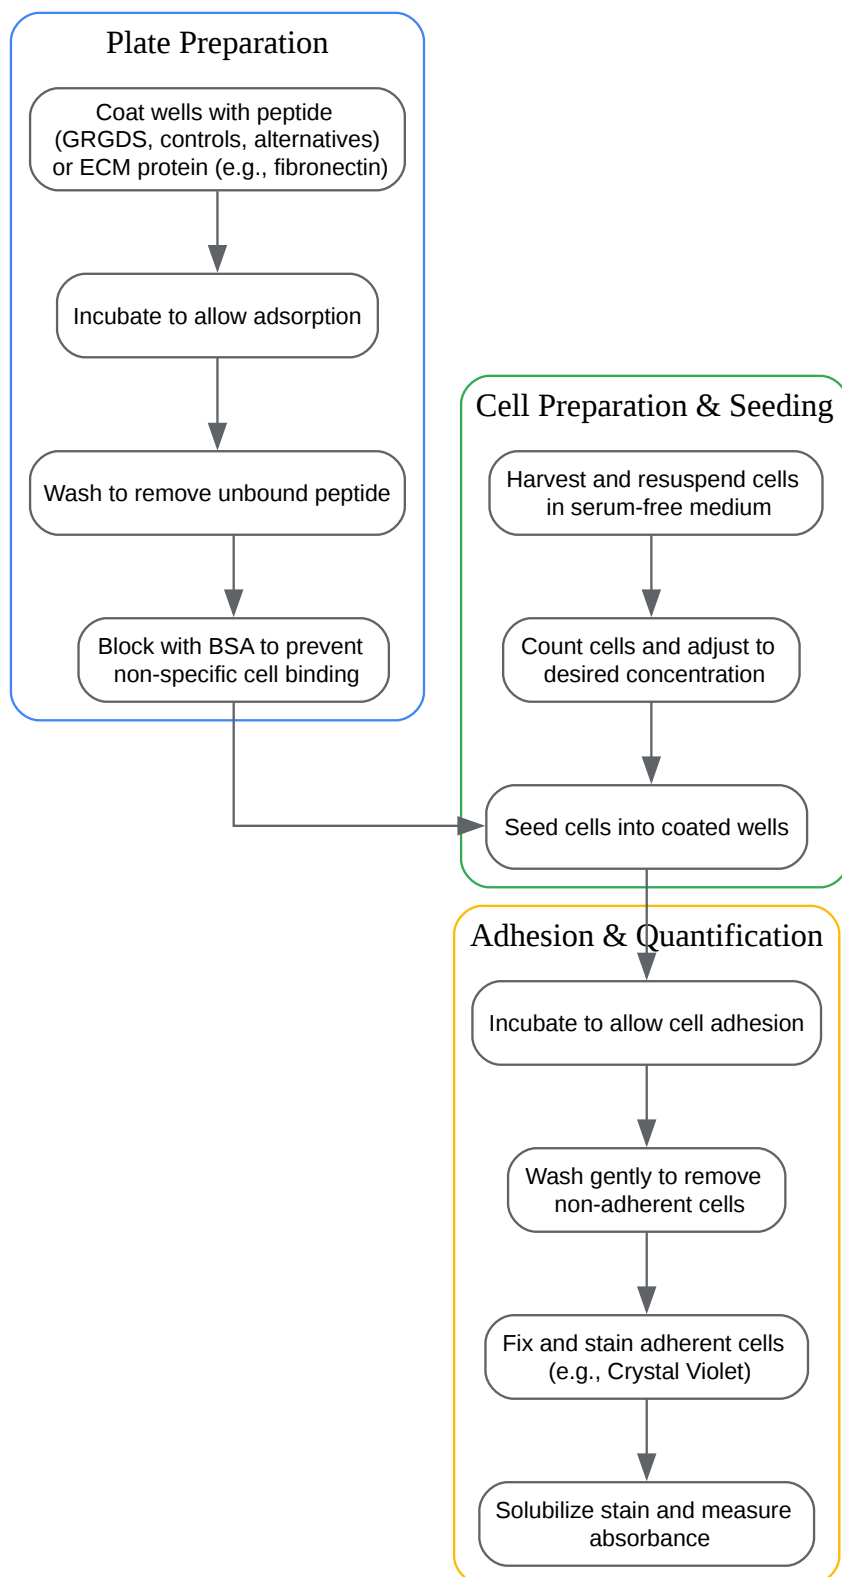 Plate Preparation
Coat wells with peptide
(GRGDS, controls, alternatives)
or ECM protein (e.g., fibronectin)
Incubate to allow adsorption
Wash to remove unbound peptide
Block with BSA to prevent
non-specific cell binding
Cell Preparation & Seeding
Harvest and resuspend cells
in serum-free medium
Count cells and adjust to
desired concentration
Seed cells into coated wells
Adhesion & Quantification
Incubate to allow cell adhesion
Wash gently to remove
non-adherent cells
Fix and stain adherent cells
(e.g., Crystal Violet)
Solubilize stain and measure
absorbance